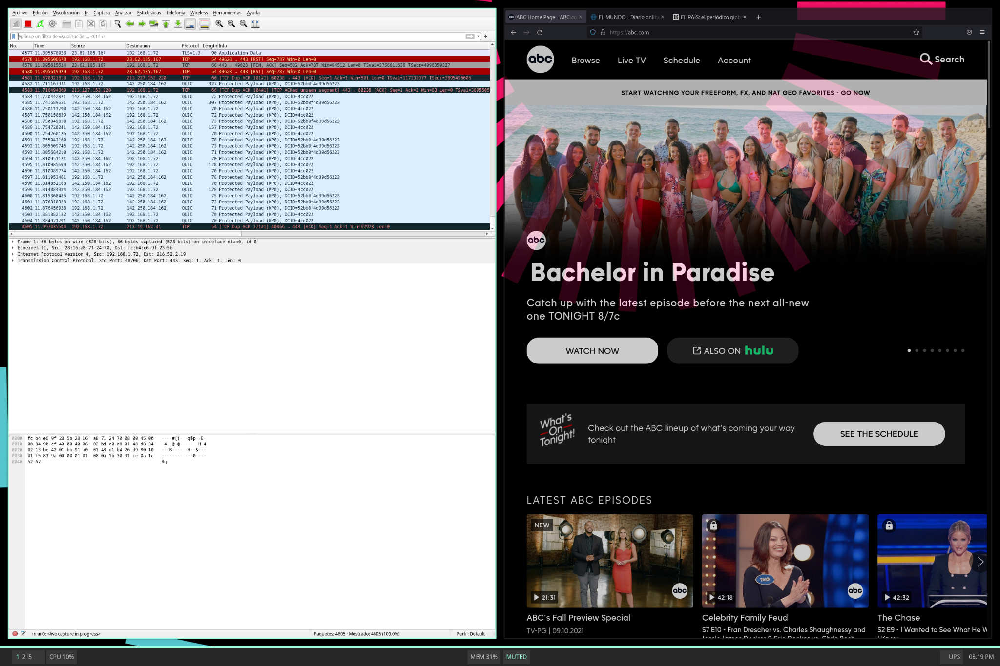 Archivo Edición Visualización Ir Captura Analizar Estadísticas Telefonía Wireless Herramientas Ayuda
Aplique un filtro de visualización ... <Ctrl-/>
No. Time Source Destination Protocol Length Info
4577 11.395578028 23.62.185.167 192.168.1.72 TLSv1.3 90 Application Data
4578 11.395606678 192.168.1.72 23.62.185.167 TCP 54 49628 → 443 [RST] Seq=787 Win=0 Len=0
4579 11.395615524 23.62.185.167 192.168.1.72 TCP 66 443 → 49628 [FIN, ACK] Seq=582 Ack=787 Win=64512 Len=0 TSval=3756811638 TSecr=4096350327
4580 11.395619929 192.168.1.72 23.62.185.167 TCP 54 49628 → 443 [RST] Seq=787 Win=0 Len=0
4581 11.570321818 192.168.1.72 213.227.153.220 TCP 66 [TCP Dup ACK 101#1] 60238 → 443 [ACK] Seq=1 Ack=1 Win=501 Len=0 TSval=117131977 TSecr=3895495605
4582 11.711167931 192.168.1.72 142.250.184.162 QUIC 327 Protected Payload (KP0), DCID=52bb0f4d39d56223
4583 11.716494809 213.227.153.220 192.168.1.72 TCP 66 [TCP Dup ACK 104#1] [TCP ACKed unseen segment] 443 → 60238 [ACK] Seq=1 Ack=2 Win=83 Len=0 TSval=3895505
4584 11.720442871 142.250.184.162 192.168.1.72 QUIC 72 Protected Payload (KP0), DCID=4cc022
4585 11.741689651 192.168.1.72 142.250.184.162 QUIC 307 Protected Payload (KP0), DCID=52bb0f4d39d56223
4586 11.750111790 142.250.184.162 192.168.1.72 QUIC 70 Protected Payload (KP0), DCID=4cc022
4587 11.750150639 142.250.184.162 192.168.1.72 QUIC 72 Protected Payload (KP0), DCID=4cc022
4588 11.750949810 192.168.1.72 142.250.184.162 QUIC 73 Protected Payload (KP0), DCID=52bb0f4d39d56223
4589 11.754720241 142.250.184.162 192.168.1.72 QUIC 157 Protected Payload (KP0), DCID=4cc022
4590 11.754760126 142.250.184.162 192.168.1.72 QUIC 70 Protected Payload (KP0), DCID=4cc022
4591 11.755942100 192.168.1.72 142.250.184.162 QUIC 78 Protected Payload (KP0), DCID=52bb0f4d39d56223
4592 11.805609746 192.168.1.72 142.250.184.162 QUIC 73 Protected Payload (KP0), DCID=52bb0f4d39d56223
4593 11.805684210 192.168.1.72 142.250.184.162 QUIC 71 Protected Payload (KP0), DCID=52bb0f4d39d56223
4594 11.810951121 142.250.184.162 192.168.1.72 QUIC 70 Protected Payload (KP0), DCID=4cc022
4595 11.810985699 142.250.184.162 192.168.1.72 QUIC 128 Protected Payload (KP0), DCID=4cc022
4596 11.810989774 142.250.184.162 192.168.1.72 QUIC 70 Protected Payload (KP0), DCID=4cc022
4597 11.811953461 192.168.1.72 142.250.184.162 QUIC 78 Protected Payload (KP0), DCID=52bb0f4d39d56223
4598 11.814852168 142.250.184.162 192.168.1.72 QUIC 70 Protected Payload (KP0), DCID=4cc022
4599 11.814884384 142.250.184.162 192.168.1.72 QUIC 128 Protected Payload (KP0), DCID=4cc022
4600 11.815368485 192.168.1.72 142.250.184.162 QUIC 75 Protected Payload (KP0), DCID=52bb0f4d39d56223
4601 11.876310328 192.168.1.72 142.250.184.162 QUIC 73 Protected Payload (KP0), DCID=52bb0f4d39d56223
4602 11.876456928 192.168.1.72 142.250.184.162 QUIC 71 Protected Payload (KP0), DCID=52bb0f4d39d56223
4603 11.881882182 142.250.184.162 192.168.1.72 QUIC 70 Protected Payload (KP0), DCID=4cc022
4604 11.884921791 142.250.184.162 192.168.1.72 QUIC 70 Protected Payload (KP0), DCID=4cc022
4605 11.997035504 192.168.1.72 213.19.162.41 TCP 54 [TCP Dup ACK 171#1] 40466 → 443 [ACK] Seq=1 Ack=1 Win=62928 Len=0
Frame 1: 66 bytes on wire (528 bits), 66 bytes captured (528 bits) on interface mlan0, id 0
Ethernet II, Src: 28:16:a8:71:24:70, Dst: fc:b4:e6:9f:23:5b
Internet Protocol Version 4, Src: 192.168.1.72, Dst: 216.52.2.19
Transmission Control Protocol, Src Port: 48706, Dst Port: 443, Seq: 1, Ack: 1, Len: 0
0000 fc b4 e6 9f 23 5b 28 16 a8 71 24 70 08 00 45 00 ····#[(· ·q$p··E·
0010 00 34 9b cf 40 00 40 06 02 bd c0 a8 01 48 d8 34 ·4··@·@· ·····H·4
0020 02 13 be 42 01 bb 91 a0 01 48 d1 b4 26 d9 80 10 ···B···· ·H··&···
0030 01 f5 83 9a 00 00 01 01 08 0a 1b 30 91 ce 0a 1c ········ ···0····
0040 52 67 Rg
mlan0: <live capture in progress> Paquetes: 4605 · Mostrado: 4605 (100.0%) Perfil: Default
ABC Home Page - ABC.co EL MUNDO - Diario online EL PAÍS: el periódico glob
https://abc.com
abc Browse Live TV Schedule Account Search
START WATCHING YOUR FREEFORM, FX, AND NAT GEO FAVORITES - GO NOW
abc
Bachelor in Paradise
Catch up with the latest episode before the next all-new
one TONIGHT 8/7c
WATCH NOW ALSO ON hulu
What's
On
Tonight!
Check out the ABC lineup of what's coming your way
tonight
SEE THE SCHEDULE
LATEST ABC EPISODES
NEW
FRAN
abc abc
21:31 42:18 42:32
ABC's Fall Preview Special Celebrity Family Feud The Chase
TV-PG | 09.10.2021
S7 E10 - Fran Drescher vs. Charles Shaughnessy and
S2 E9 - I Wanted to See What He W
1 2 5 CPU 10% MEM 31% MUTED UPS 08:19 PM